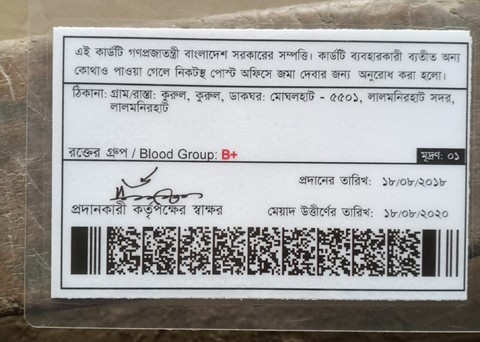 এই কার্ডটি গণপ্রজাতন্ত্রী বাংলাদেশ সরকারের সম্পত্তি। কার্ডটি ব্যবহারকারী ব্যতীত অন্য
কোথাও পাওয়া গেলে নিকটস্থ পোস্ট অফিসে জমা দেবার জন্য অনুরোধ করা হলো।
ঠিকানা: গ্রাম/রাস্তা: কুরুল, কুরুল, ডাকঘর: মোঘলহাট - ৫৫০১, লালমনিরহাট সদর,
লালমনিরহাট
রক্তের গ্রুপ / Blood Group: B+
মুদ্রণ: ০১
প্রদানের তারিখ: ১৮/০৮/২০১৮
প্রদানকারী কর্তৃপক্ষের স্বাক্ষর
মেয়াদ উত্তীর্ণের তারিখ: ১৮/০৮/২০২০